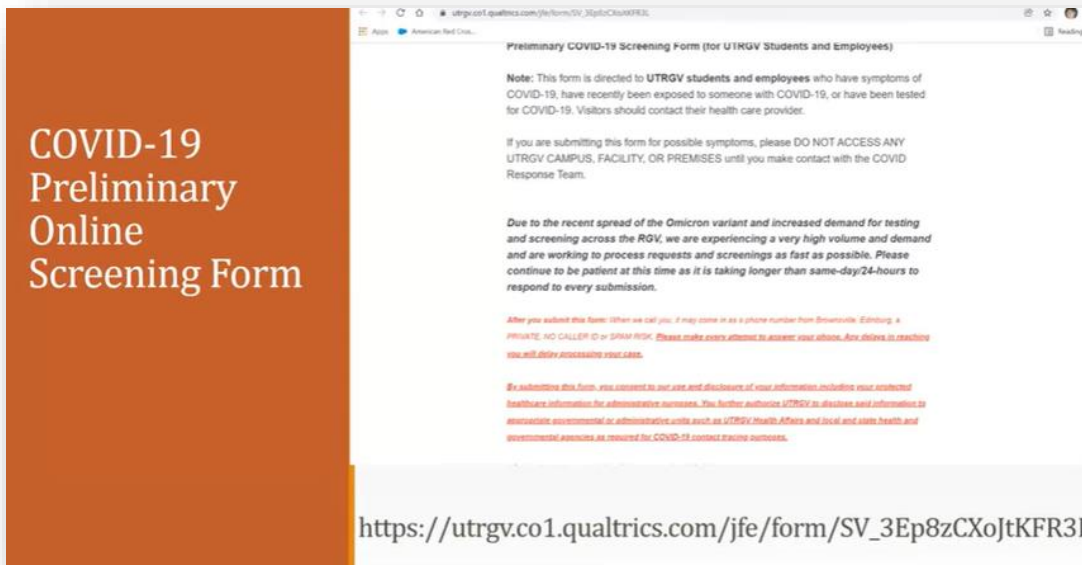 COVID-19
Preliminary
Online
Screening Form
utrgv.co1.qualtrics.com/jfe/form/SV_3Ep8zCXoJtKFR3L
Apps American Red Cros...
Reading
Preliminary COVID-19 Screening Form (for UTRGV Students and Employees)
Note: This form is directed to UTRGV students and employees who have symptoms of
COVID-19, have recently been exposed to someone with COVID-19, or have been tested
for COVID-19. Visitors should contact their health care provider.
If you are submitting this form for possible symptoms, please DO NOT ACCESS ANY
UTRGV CAMPUS, FACILITY, OR PREMISES until you make contact with the COVID
Response Team.
Due to the recent spread of the Omicron variant and increased demand for testing
and screening across the RGV, we are experiencing a very high volume and demand
and are working to process requests and screenings as fast as possible. Please
continue to be patient at this time as it is taking longer than same-day/24-hours to
respond to every submission.
After you submit this form: When we call you, it may come in as a phone number from Brownsville, Edinburg, a
PRIVATE, NO CALLER ID or SPAM RISK. Please make every attempt to answer your phone. Any delays in reaching
you will delay processing your case.
By submitting this form, you consent to our use and disclosure of your information including your protected
healthcare information for administrative purposes. You further authorize UTRGV to disclose said information to
appropriate governmental or administrative units such as UTRGV Health Affairs and local and state health and
governmental agencies as required for COVID-19 contact tracing purposes.
https://utrgv.co1.qualtrics.com/jfe/form/SV_3Ep8zCXoJtKFR3